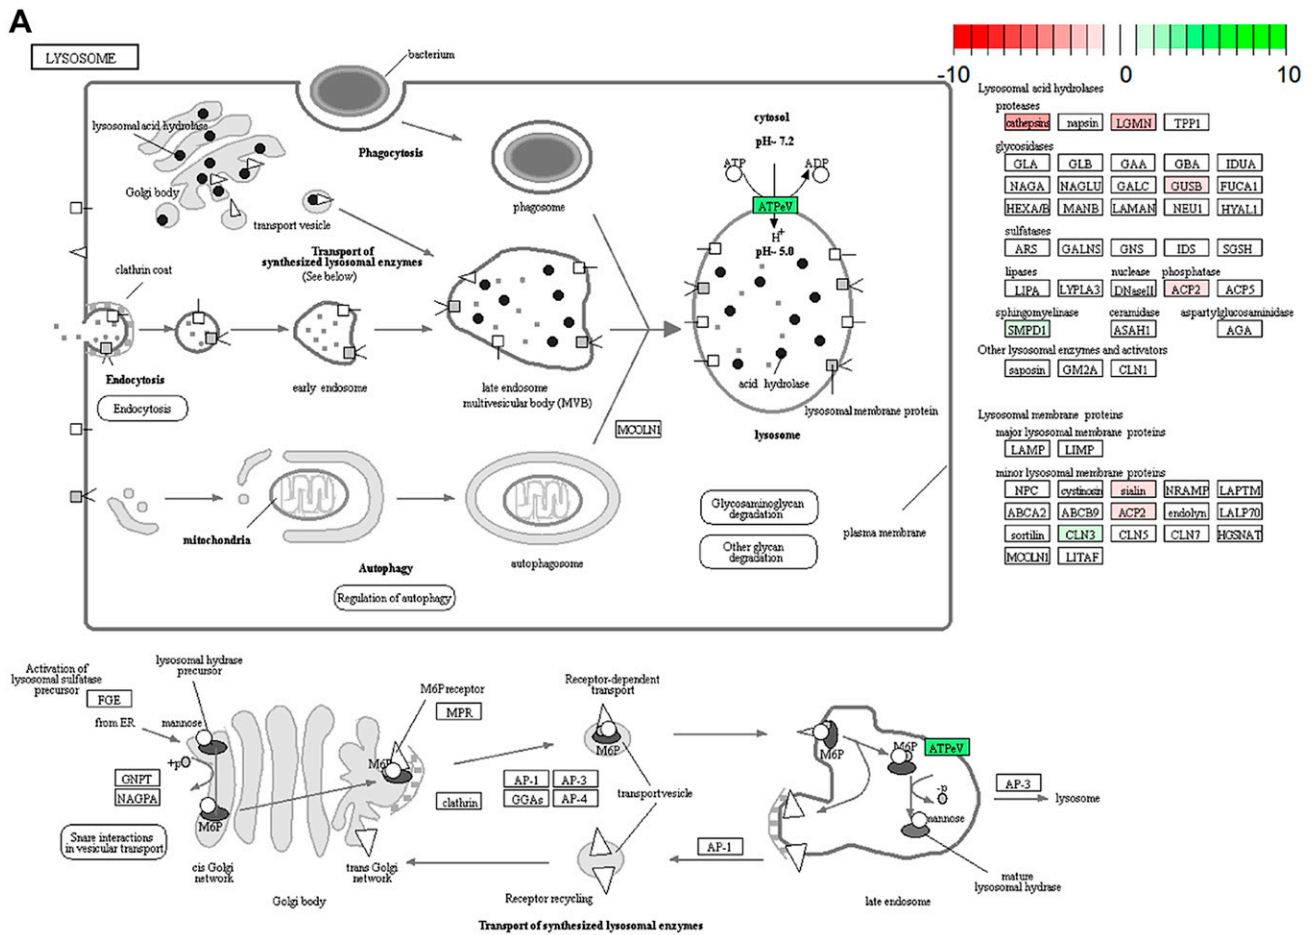 A
LYSOSOME
bacterium
lysosomal acid hydrolase
Phagocytosis
Golgi body
transport vesicle
phagosome
Transport of
synthesized lysosomal enzymes
(See below)
clathrin coat
Endocytosis
Endocytosis
early endosome
late endosome
multivesicular body (MVB)
cytosol
pH~ 7.2
ATP
ADP
ATPeV
H+
pH~ 5.0
acid hydrolase
lysosomal membrane protein
lysosome
MCOLN1
mitochondria
Autophagy
Regulation of autophagy
autophagosome
Glycosaminoglycan
degradation
Other glycan
degradation
plasma membrane
-10 0 10
Lysosomal acid hydrolases
proteases
cathepsins napsin LGMN TPP1
glycosidases
GLA GLB GAA GBA IDUA
NAGA NAGLU GALC GUSB FUCA1
HEXA/B MANB LAMAN NEU1 HYAL1
sulfatases
ARS GALNS GNS IDS SGSH
lipases nuclease phosphatase
LIPA LYPLA3 DNaseII ACP2 ACP5
sphingomyelinase ceramidase aspartylglucosaminidase
SMPD1 ASAH1 AGA
Other lysosomal enzymes and activators
saposin GM2A CLN1
Lysosomal membrane proteins
major lysosomal membrane proteins
LAMP LIMP
minor lysosomal membrane proteins
NPC cystinosin sialin NRAMP LAPTM
ABCA2 ABCB9 ACP2 endolyn LALP70
sortilin CLN3 CLN5 CLN7 HGSNAT
MCOLN1 LITAF
Activation of
lysosomal sulfatase
precursor
FGE
lysosomal hydrase
precursor
from ER
mannose
+p
GNPT
NAGPA
M6P
Snare interactions
in vesicular transport
cis Golgi
network
Golgi body
trans Golgi
network
M6P
M6P receptor
MPR
clathrin
AP-1 AP-3
GGAs AP-4
Receptor-dependent
transport
M6P
transport vesicle
Receptor recycling
AP-1
M6P
M6P
ATPeV
-p
mannose
AP-3
lysosome
mature
lysosomal hydrase
late endosome
Transport of synthesized lysosomal enzymes